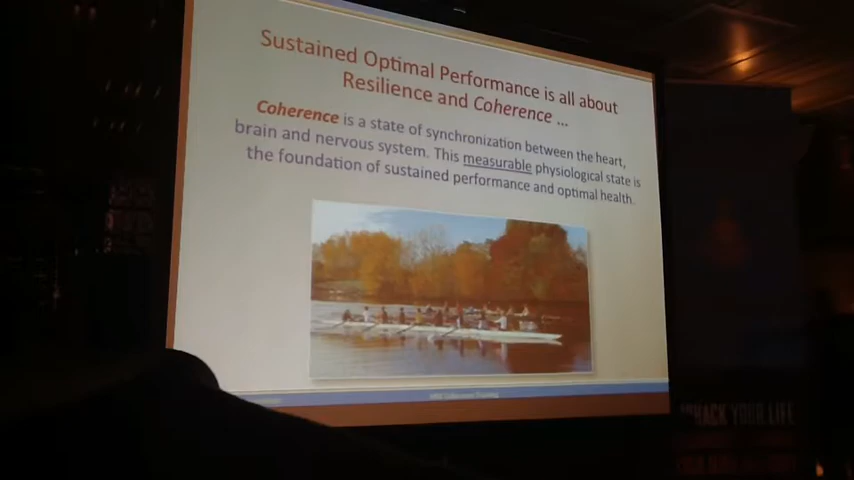 Sustained Optimal Performance is all about
Resilience and Coherence ...
Coherence is a state of synchronization between the heart,
brain and nervous system. This measurable physiological state is
the foundation of sustained performance and optimal health.
HACK YOUR LIFE